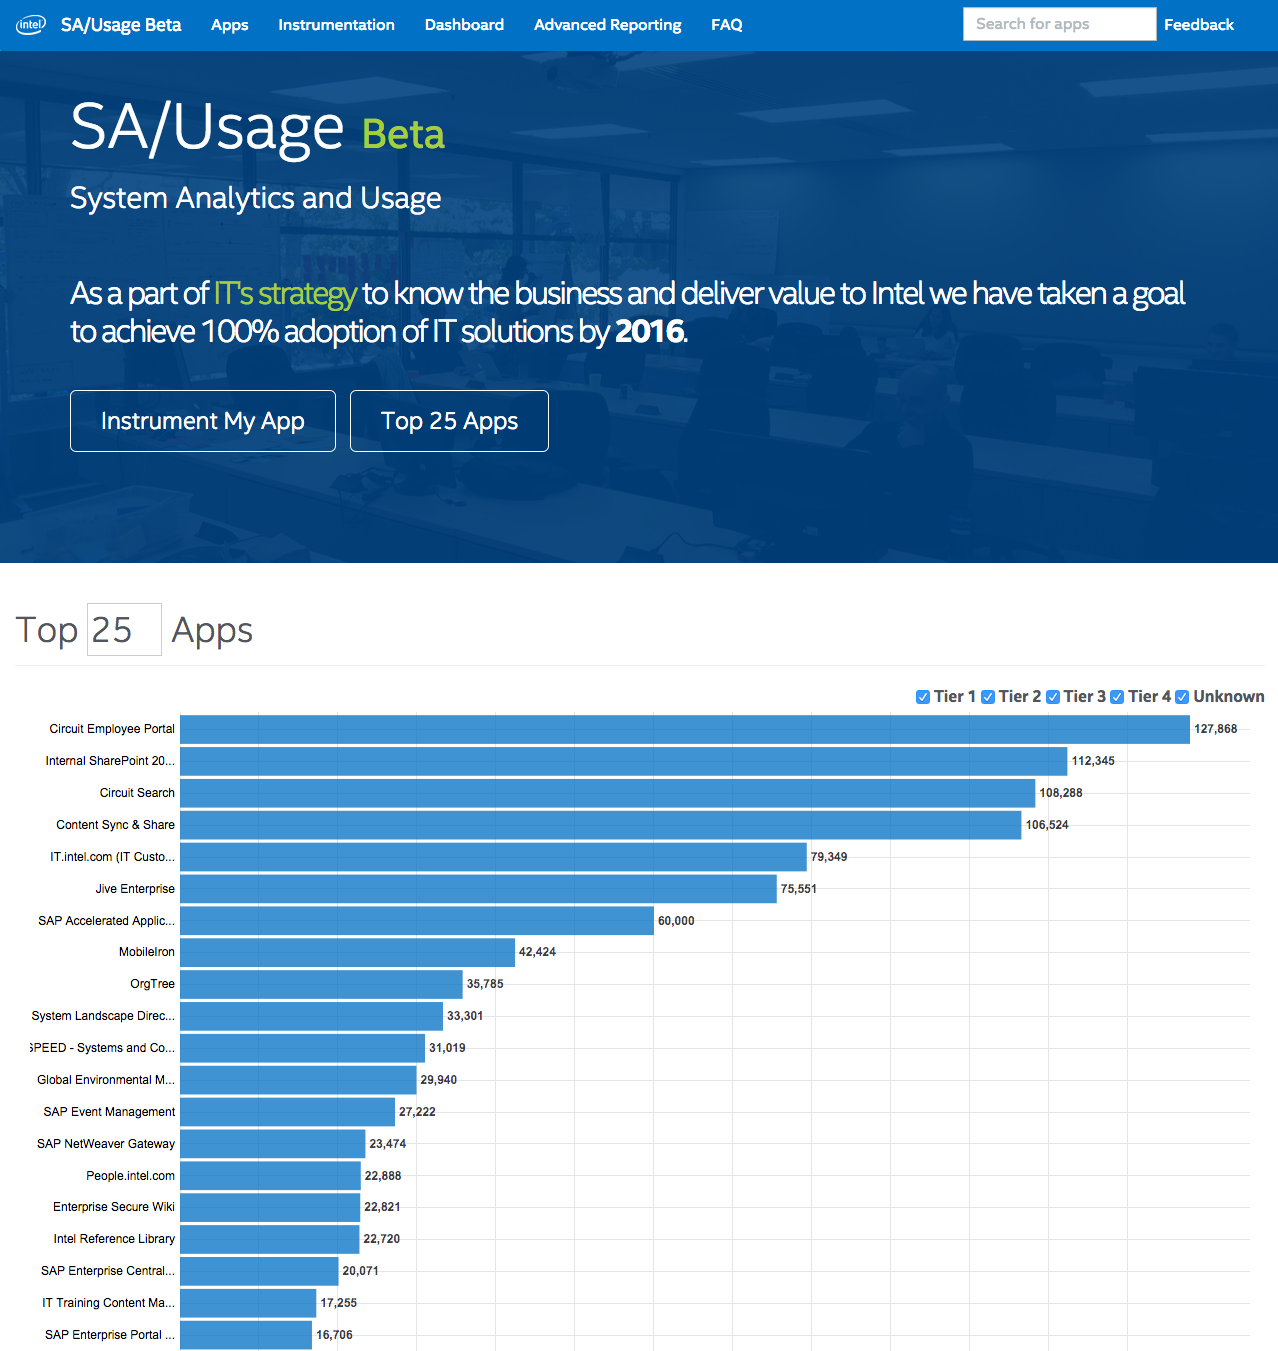 intel SA/Usage Beta Apps Instrumentation Dashboard Advanced Reporting FAQ Search for apps Feedback
SA/Usage Beta
System Analytics and Usage
As a part of IT's strategy to know the business and deliver value to Intel we have taken a goal
to achieve 100% adoption of IT solutions by 2016.
Instrument My App Top 25 Apps
Top 25 Apps
Tier 1 Tier 2 Tier 3 Tier 4 Unknown
Circuit Employee Portal 127,868
Internal SharePoint 20... 112,345
Circuit Search 108,288
Content Sync & Share 106,524
IT.intel.com (IT Custo... 79,349
Jive Enterprise 75,551
SAP Accelerated Applic... 60,000
MobileIron 42,424
OrgTree 35,785
System Landscape Direc... 33,301
SPEED - Systems and Co... 31,019
Global Environmental M... 29,940
SAP Event Management 27,222
SAP NetWeaver Gateway 23,474
People.intel.com 22,888
Enterprise Secure Wiki 22,821
Intel Reference Library 22,720
SAP Enterprise Central... 20,071
IT Training Content Ma... 17,255
SAP Enterprise Portal ... 16,706